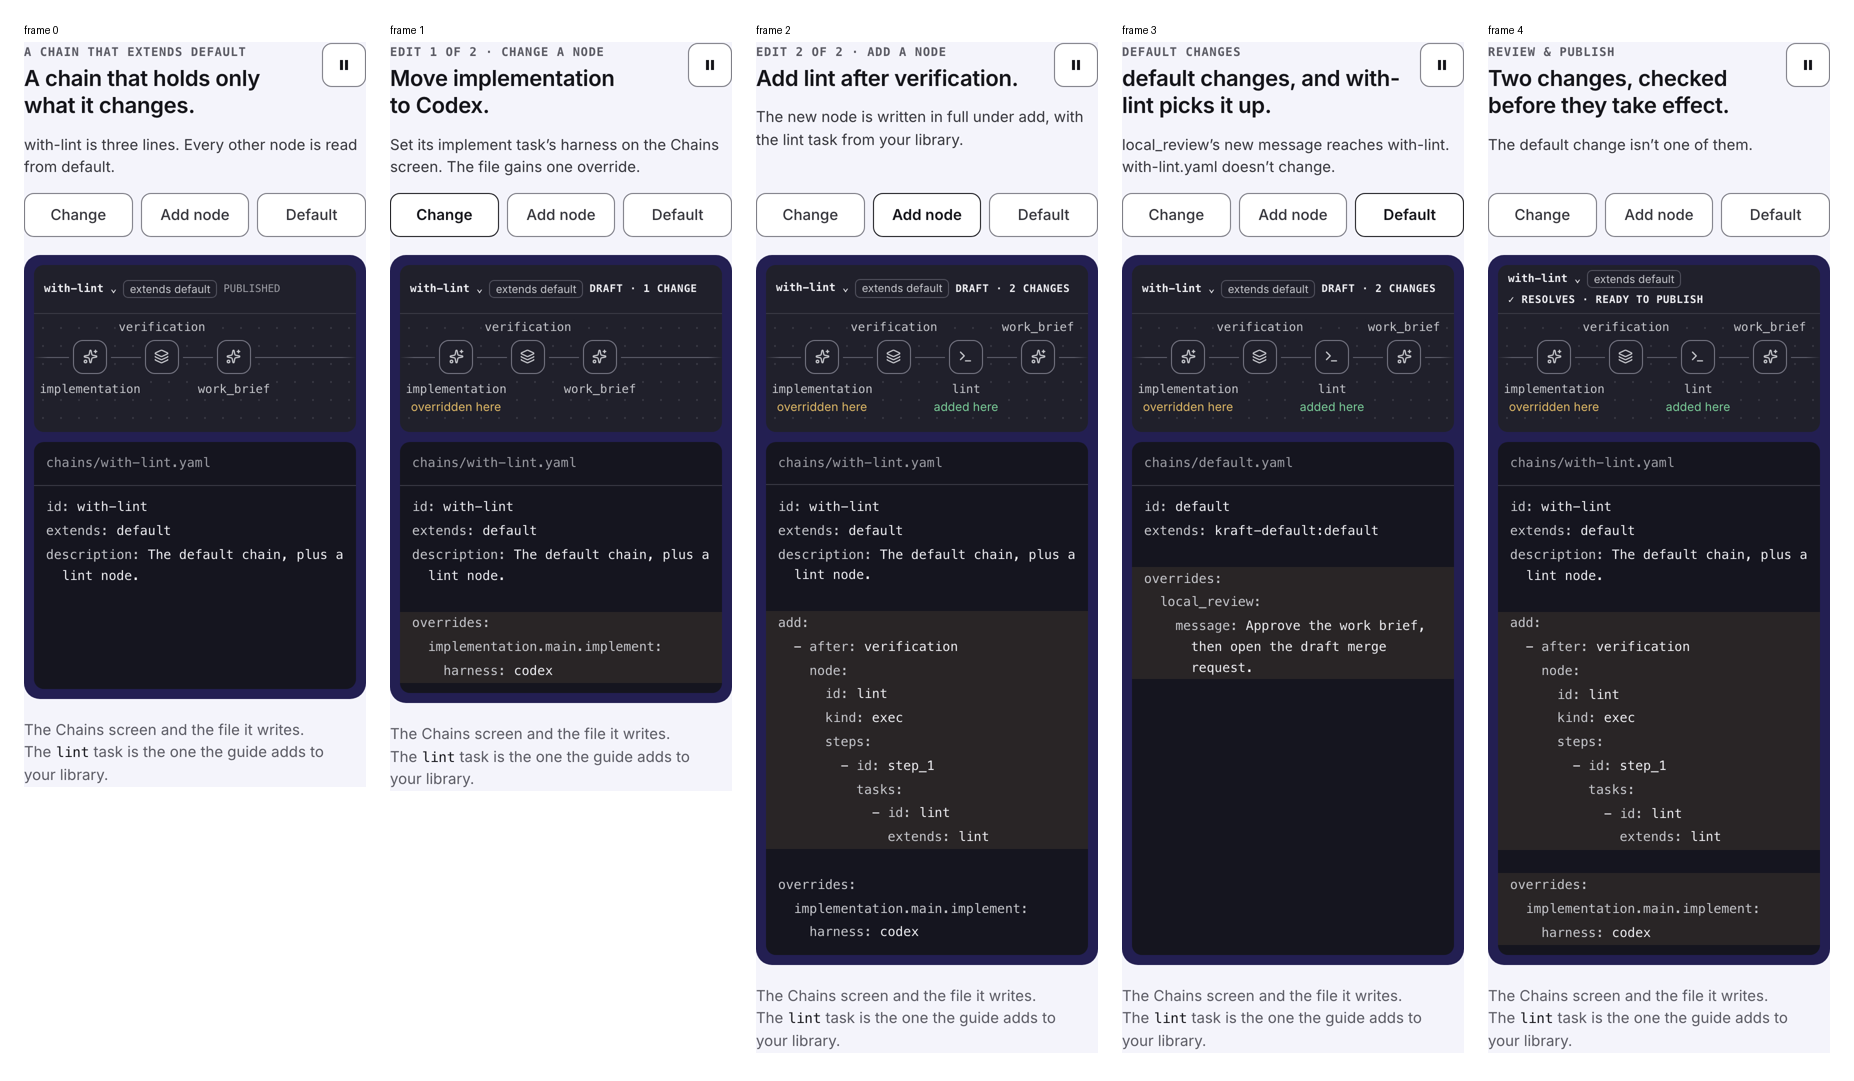 frame 0
A CHAIN THAT EXTENDS DEFAULT
A chain that holds only
what it changes.
with-lint is three lines. Every other node is read
from default.
Change
Add node
Default
with-lint
extends default
PUBLISHED
verification
implementation
work_brief
chains/with-lint.yaml
id: with-lint
extends: default
description: The default chain, plus a
lint node.
The Chains screen and the file it writes.
The lint task is the one the guide adds to
your library.
frame 1
EDIT 1 OF 2 · CHANGE A NODE
Move implementation
to Codex.
Set its implement task’s harness on the Chains
screen. The file gains one override.
Change
Add node
Default
with-lint
extends default
DRAFT · 1 CHANGE
verification
implementation
work_brief
overridden here
chains/with-lint.yaml
id: with-lint
extends: default
description: The default chain, plus a
lint node.
overrides:
implementation.main.implement:
harness: codex
The Chains screen and the file it writes.
The lint task is the one the guide adds to
your library.
frame 2
EDIT 2 OF 2 · ADD A NODE
Add lint after verification.
The new node is written in full under add, with
the lint task from your library.
Change
Add node
Default
with-lint
extends default
DRAFT · 2 CHANGES
verification
work_brief
implementation
lint
overridden here
added here
chains/with-lint.yaml
id: with-lint
extends: default
description: The default chain, plus a
lint node.
add:
- after: verification
node:
id: lint
kind: exec
steps:
- id: step_1
tasks:
- id: lint
extends: lint
overrides:
implementation.main.implement:
harness: codex
The Chains screen and the file it writes.
The lint task is the one the guide adds to
your library.
frame 3
DEFAULT CHANGES
default changes, and with-
lint picks it up.
local_review’s new message reaches with-lint.
with-lint.yaml doesn’t change.
Change
Add node
Default
with-lint
extends default
DRAFT · 2 CHANGES
verification
work_brief
implementation
lint
overridden here
added here
chains/default.yaml
id: default
extends: kraft-default:default
overrides:
local_review:
message: Approve the work brief,
then open the draft merge
request.
The Chains screen and the file it writes.
The lint task is the one the guide adds to
your library.
frame 4
REVIEW & PUBLISH
Two changes, checked
before they take effect.
The default change isn’t one of them.
Change
Add node
Default
with-lint
extends default
✓ RESOLVES · READY TO PUBLISH
verification
work_brief
implementation
lint
overridden here
added here
chains/with-lint.yaml
id: with-lint
extends: default
description: The default chain, plus a
lint node.
add:
- after: verification
node:
id: lint
kind: exec
steps:
- id: step_1
tasks:
- id: lint
extends: lint
overrides:
implementation.main.implement:
harness: codex
The Chains screen and the file it writes.
The lint task is the one the guide adds to
your library.